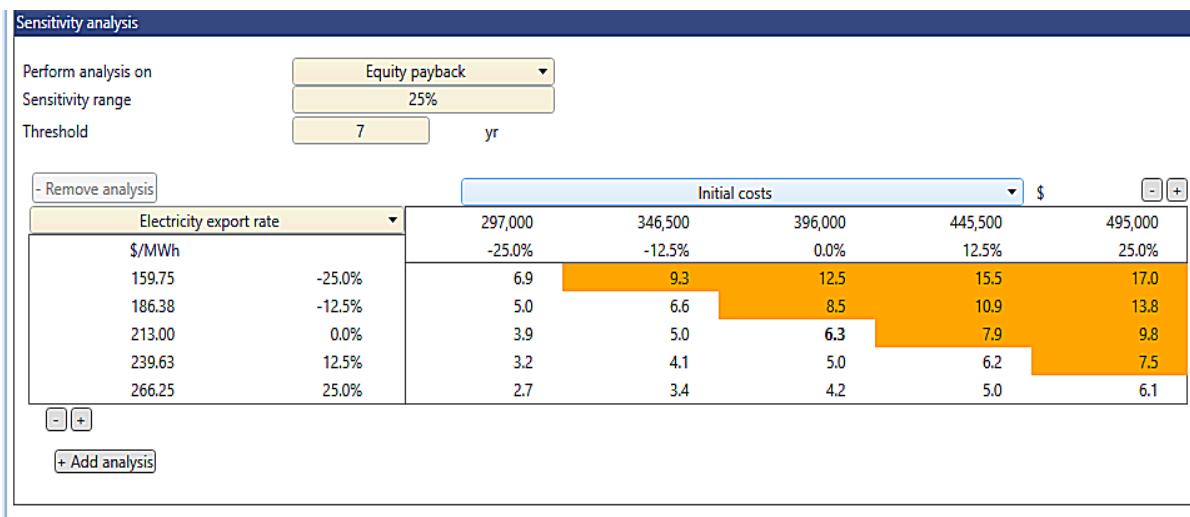 Sensitivity analysis
Perform analysis on Equity payback
Sensitivity range 25%
Threshold 7 yr
- Remove analysis Initial costs $ - +
Electricity export rate 297,000 346,500 396,000 445,500 495,000
$/MWh -25.0% -12.5% 0.0% 12.5% 25.0%
159.75 -25.0% 6.9 9.3 12.5 15.5 17.0
186.38 -12.5% 5.0 6.6 8.5 10.9 13.8
213.00 0.0% 3.9 5.0 6.3 7.9 9.8
239.63 12.5% 3.2 4.1 5.0 6.2 7.5
266.25 25.0% 2.7 3.4 4.2 5.0 6.1
- +
+ Add analysis